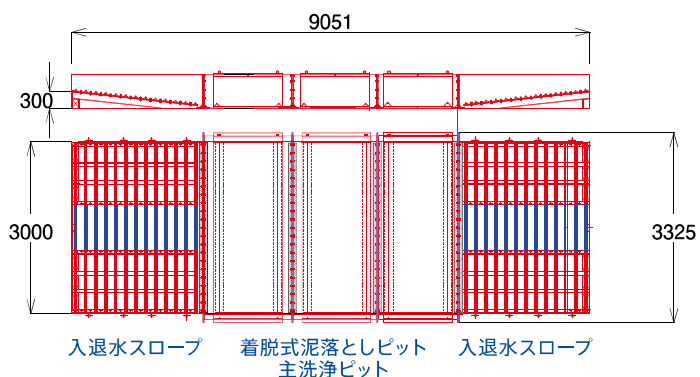 9051
300
3000
3325
入退水スロープ
着脱式泥落としピット
主洗浄ピット
入退水スロープ